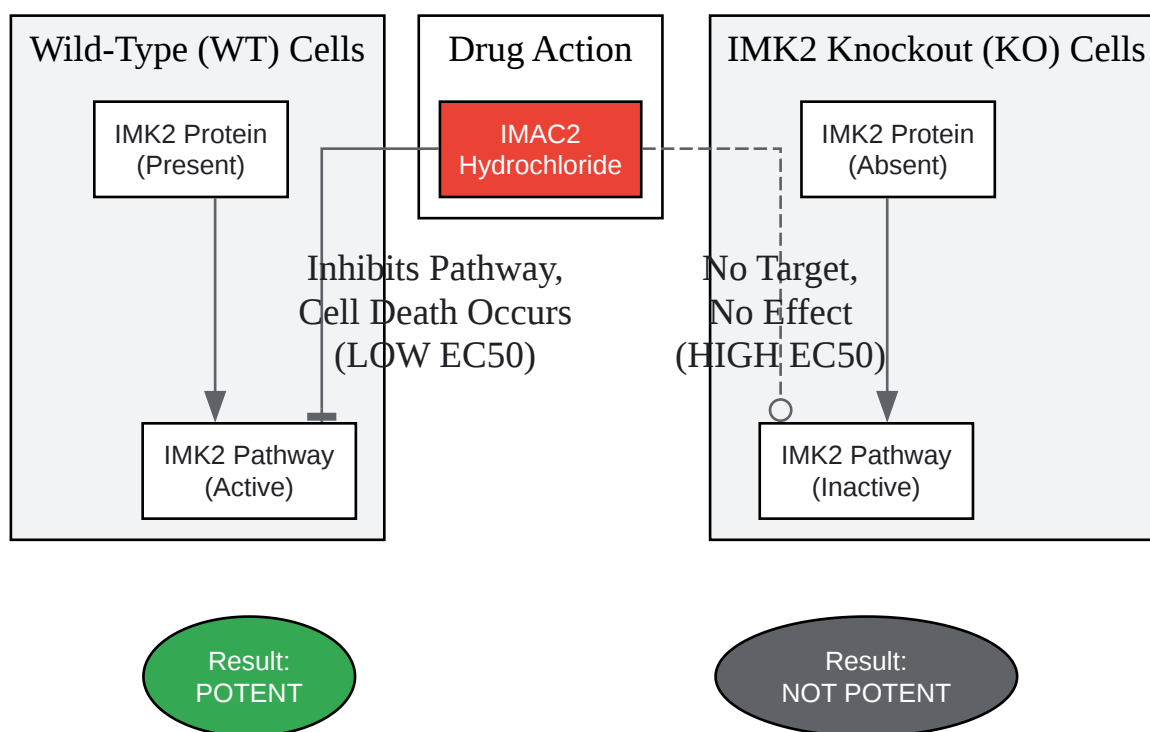 Wild-Type (WT) Cells
IMK2 Protein
(Present)
Inhibits Pathway,
Cell Death Occurs
(LOW EC50)
IMK2 Pathway
(Active)
Drug Action
IMAC2
Hydrochloride
IMK2 Knockout (KO) Cells
IMK2 Protein
(Absent)
No Target,
No Effect
(HIGH EC50)
IMK2 Pathway
(Inactive)
Result:
POTENT
Result:
NOT POTENT